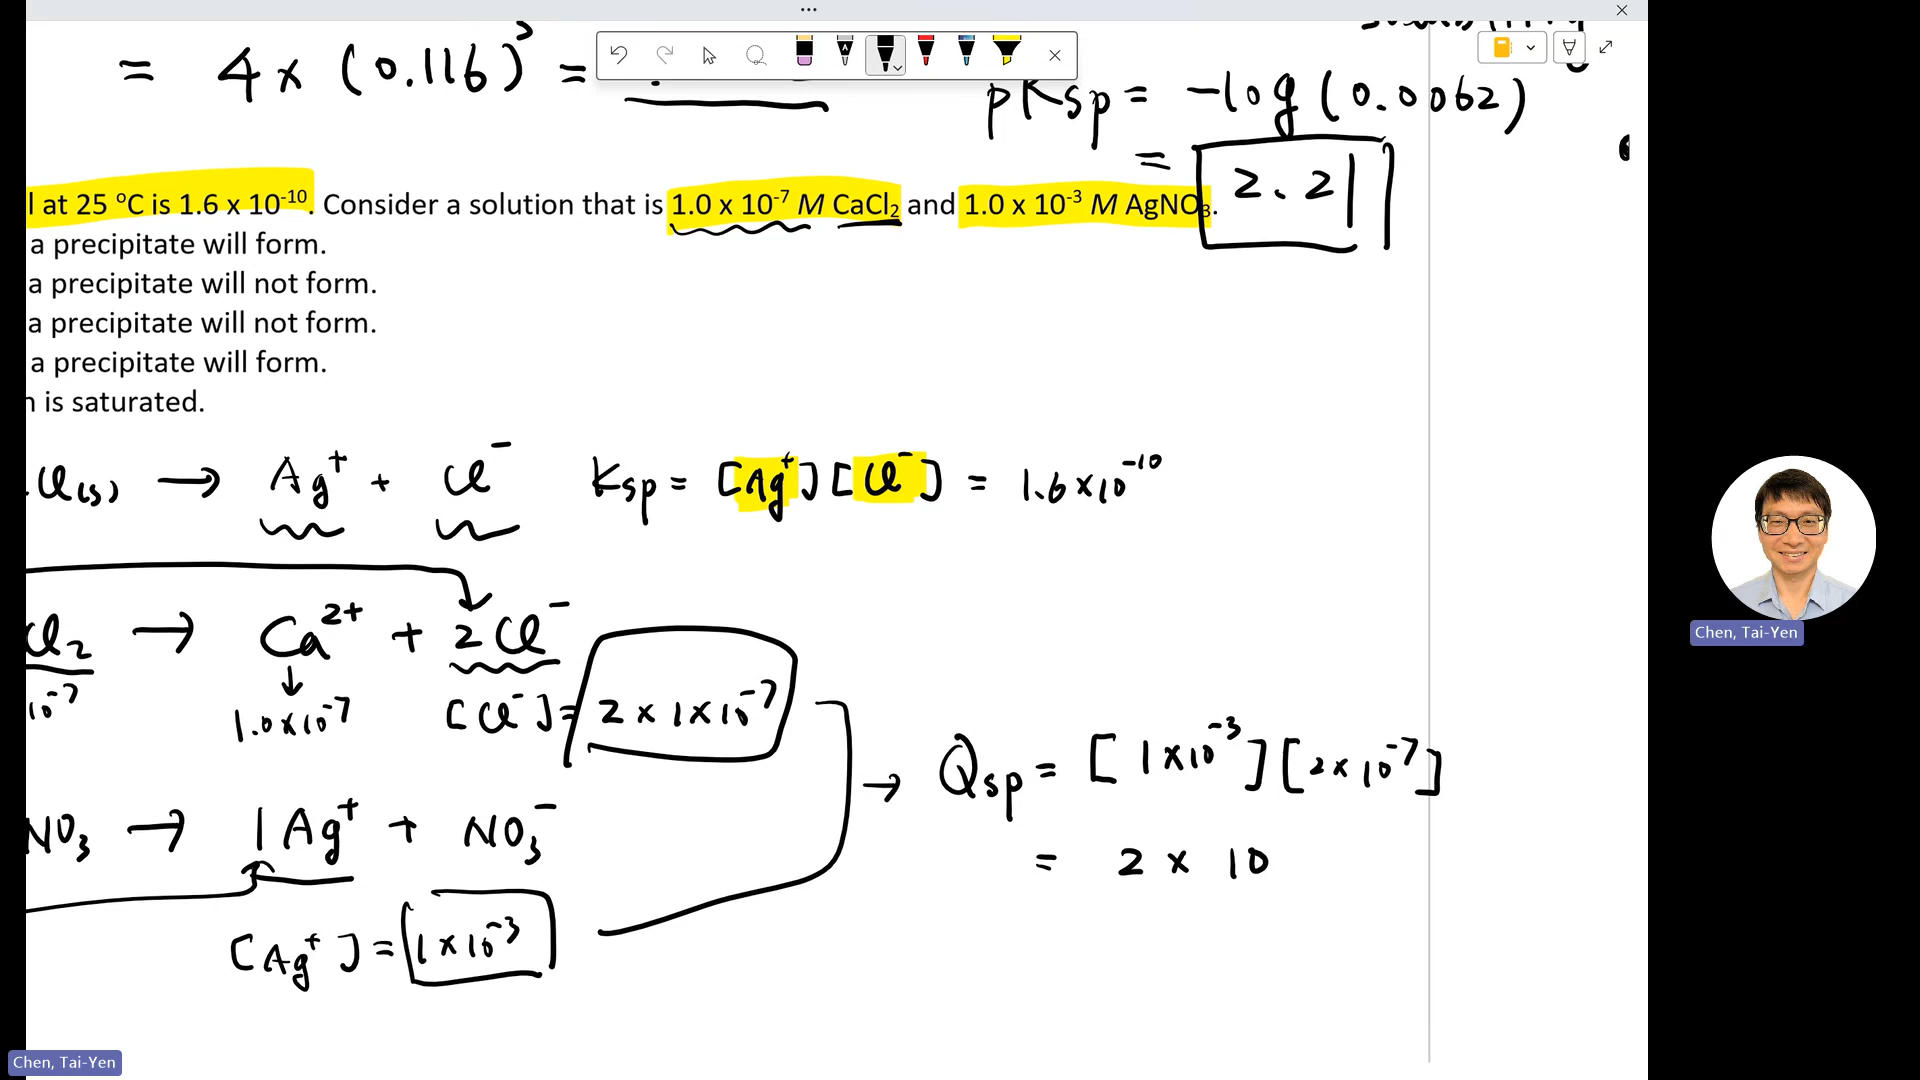 = 4 x (0.116)³ =
pKsp = -log(0.0062)
= 2.21
l at 25 °C is 1.6 x 10⁻¹⁰. Consider a solution that is 1.0 x 10⁻⁷ M CaCl₂ and 1.0 x 10⁻³ M AgNO₃.
a precipitate will form.
a precipitate will not form.
a precipitate will not form.
a precipitate will form.
n is saturated.
Cl(s) → Ag⁺ + Cl⁻ Ksp = [Ag⁺][Cl⁻] = 1.6 x 10⁻¹⁰
Cl₂ → Ca²⁺ + 2Cl⁻
10⁻⁷ 1.0 x 10⁻⁷ [Cl⁻] = 2 x 1 x 10⁻⁷
→ Qsp = [1 x 10⁻³][2 x 10⁻⁷]
NO₃ → 1Ag⁺ + NO₃⁻
= 2 x 10
[Ag⁺] = 1 x 10⁻³
Chen, Tai-Yen
Chen, Tai-Yen